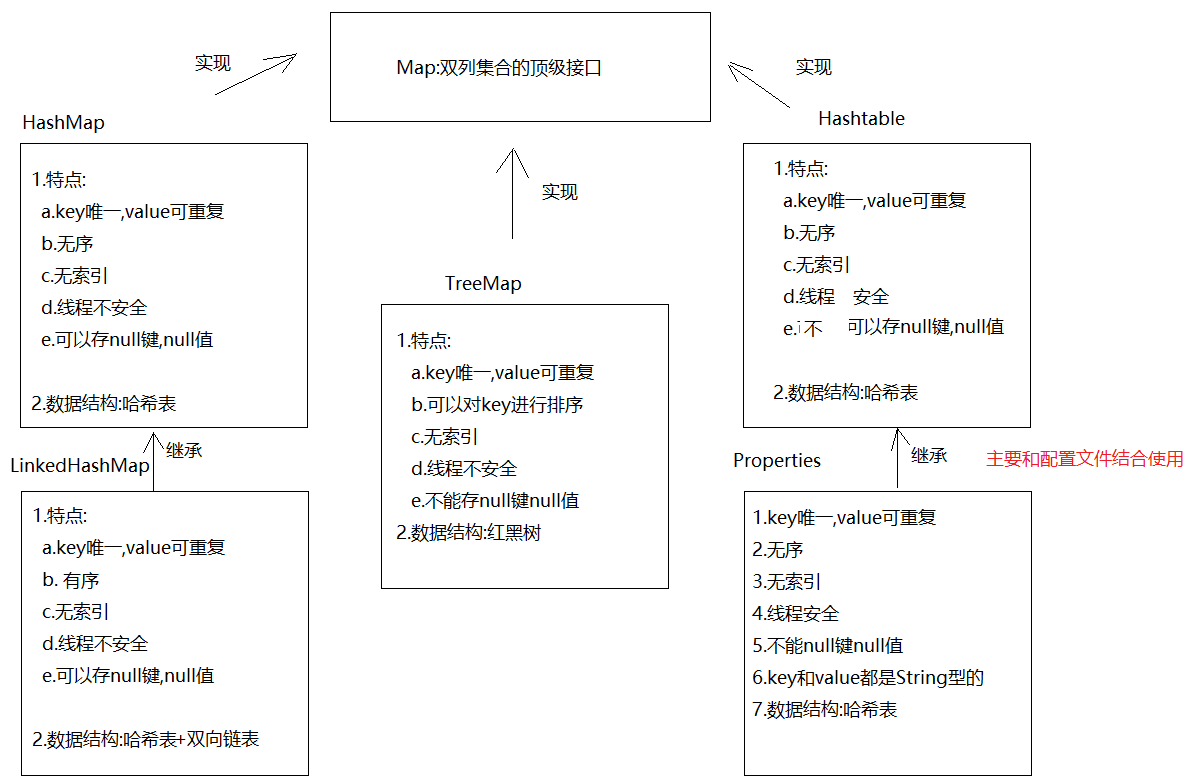 Map:双列集合的顶级接口
实现
实现
实现
HashMap
1.特点:
a.key唯一,value可重复
b.无序
c.无索引
d.线程不安全
e.可以存null键,null值
2.数据结构:哈希表
继承
LinkedHashMap
1.特点:
a.key唯一,value可重复
b. 有序
c.无索引
d.线程不安全
e.可以存null键,null值
2.数据结构:哈希表+双向链表
TreeMap
1.特点:
a.key唯一,value可重复
b.可以对key进行排序
c.无索引
d.线程不安全
e.不能存null键null值
2.数据结构:红黑树
Hashtable
1.特点:
a.key唯一,value可重复
b.无序
c.无索引
d.线程 安全
e.不 可以存null键,null值
2.数据结构:哈希表
继承
主要和配置文件结合使用
Properties
1.key唯一,value可重复
2.无序
3.无索引
4.线程安全
5.不能null键null值
6.key和value都是String型的
7.数据结构:哈希表